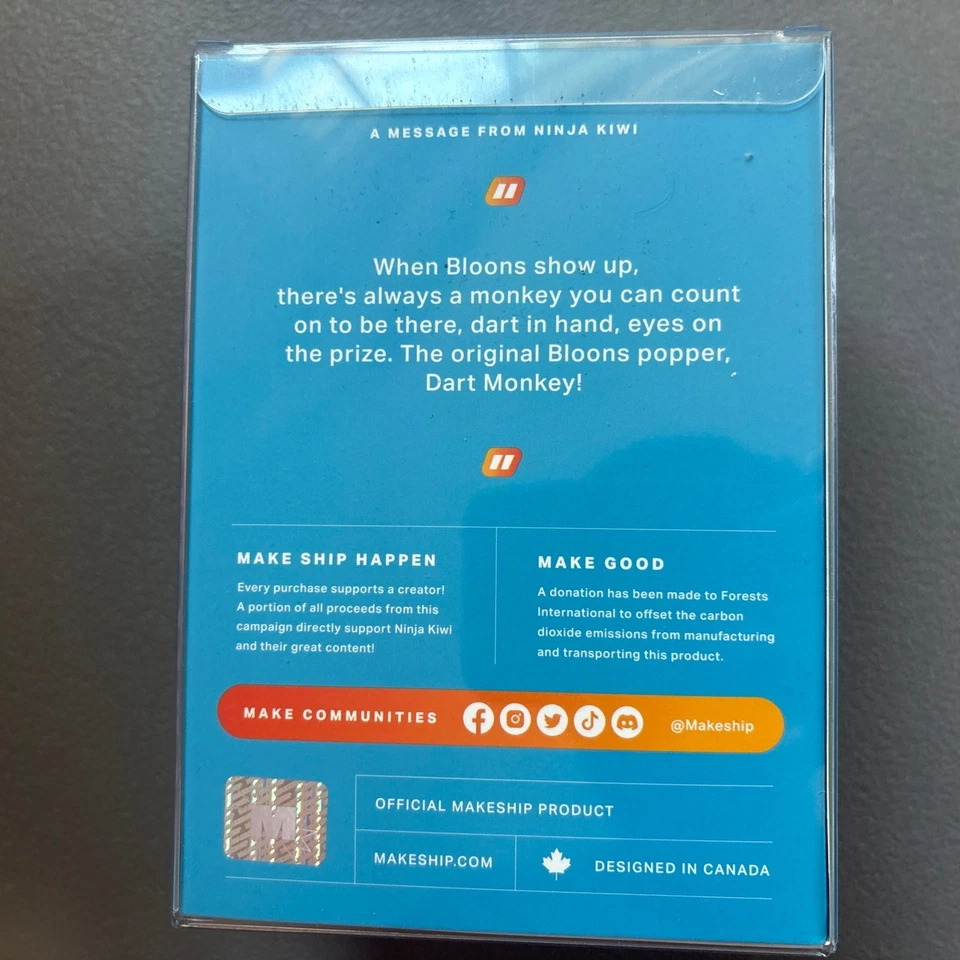 A MESSAGE FROM NINJA KIWI
When Bloons show up,
there's always a monkey you can count
on to be there, dart in hand, eyes on
the prize. The original Bloons popper,
Dart Monkey!
MAKE SHIP HAPPEN
Every purchase supports a creator!
A portion of all proceeds from this
campaign directly support Ninja Kiwi
and their great content!
MAKE GOOD
A donation has been made to Forests
International to offset the carbon
dioxide emissions from manufacturing
and transporting this product.
MAKE COMMUNITIES
@Makeship
M
OFFICIAL MAKESHIP PRODUCT
MAKESHIP.COM
DESIGNED IN CANADA